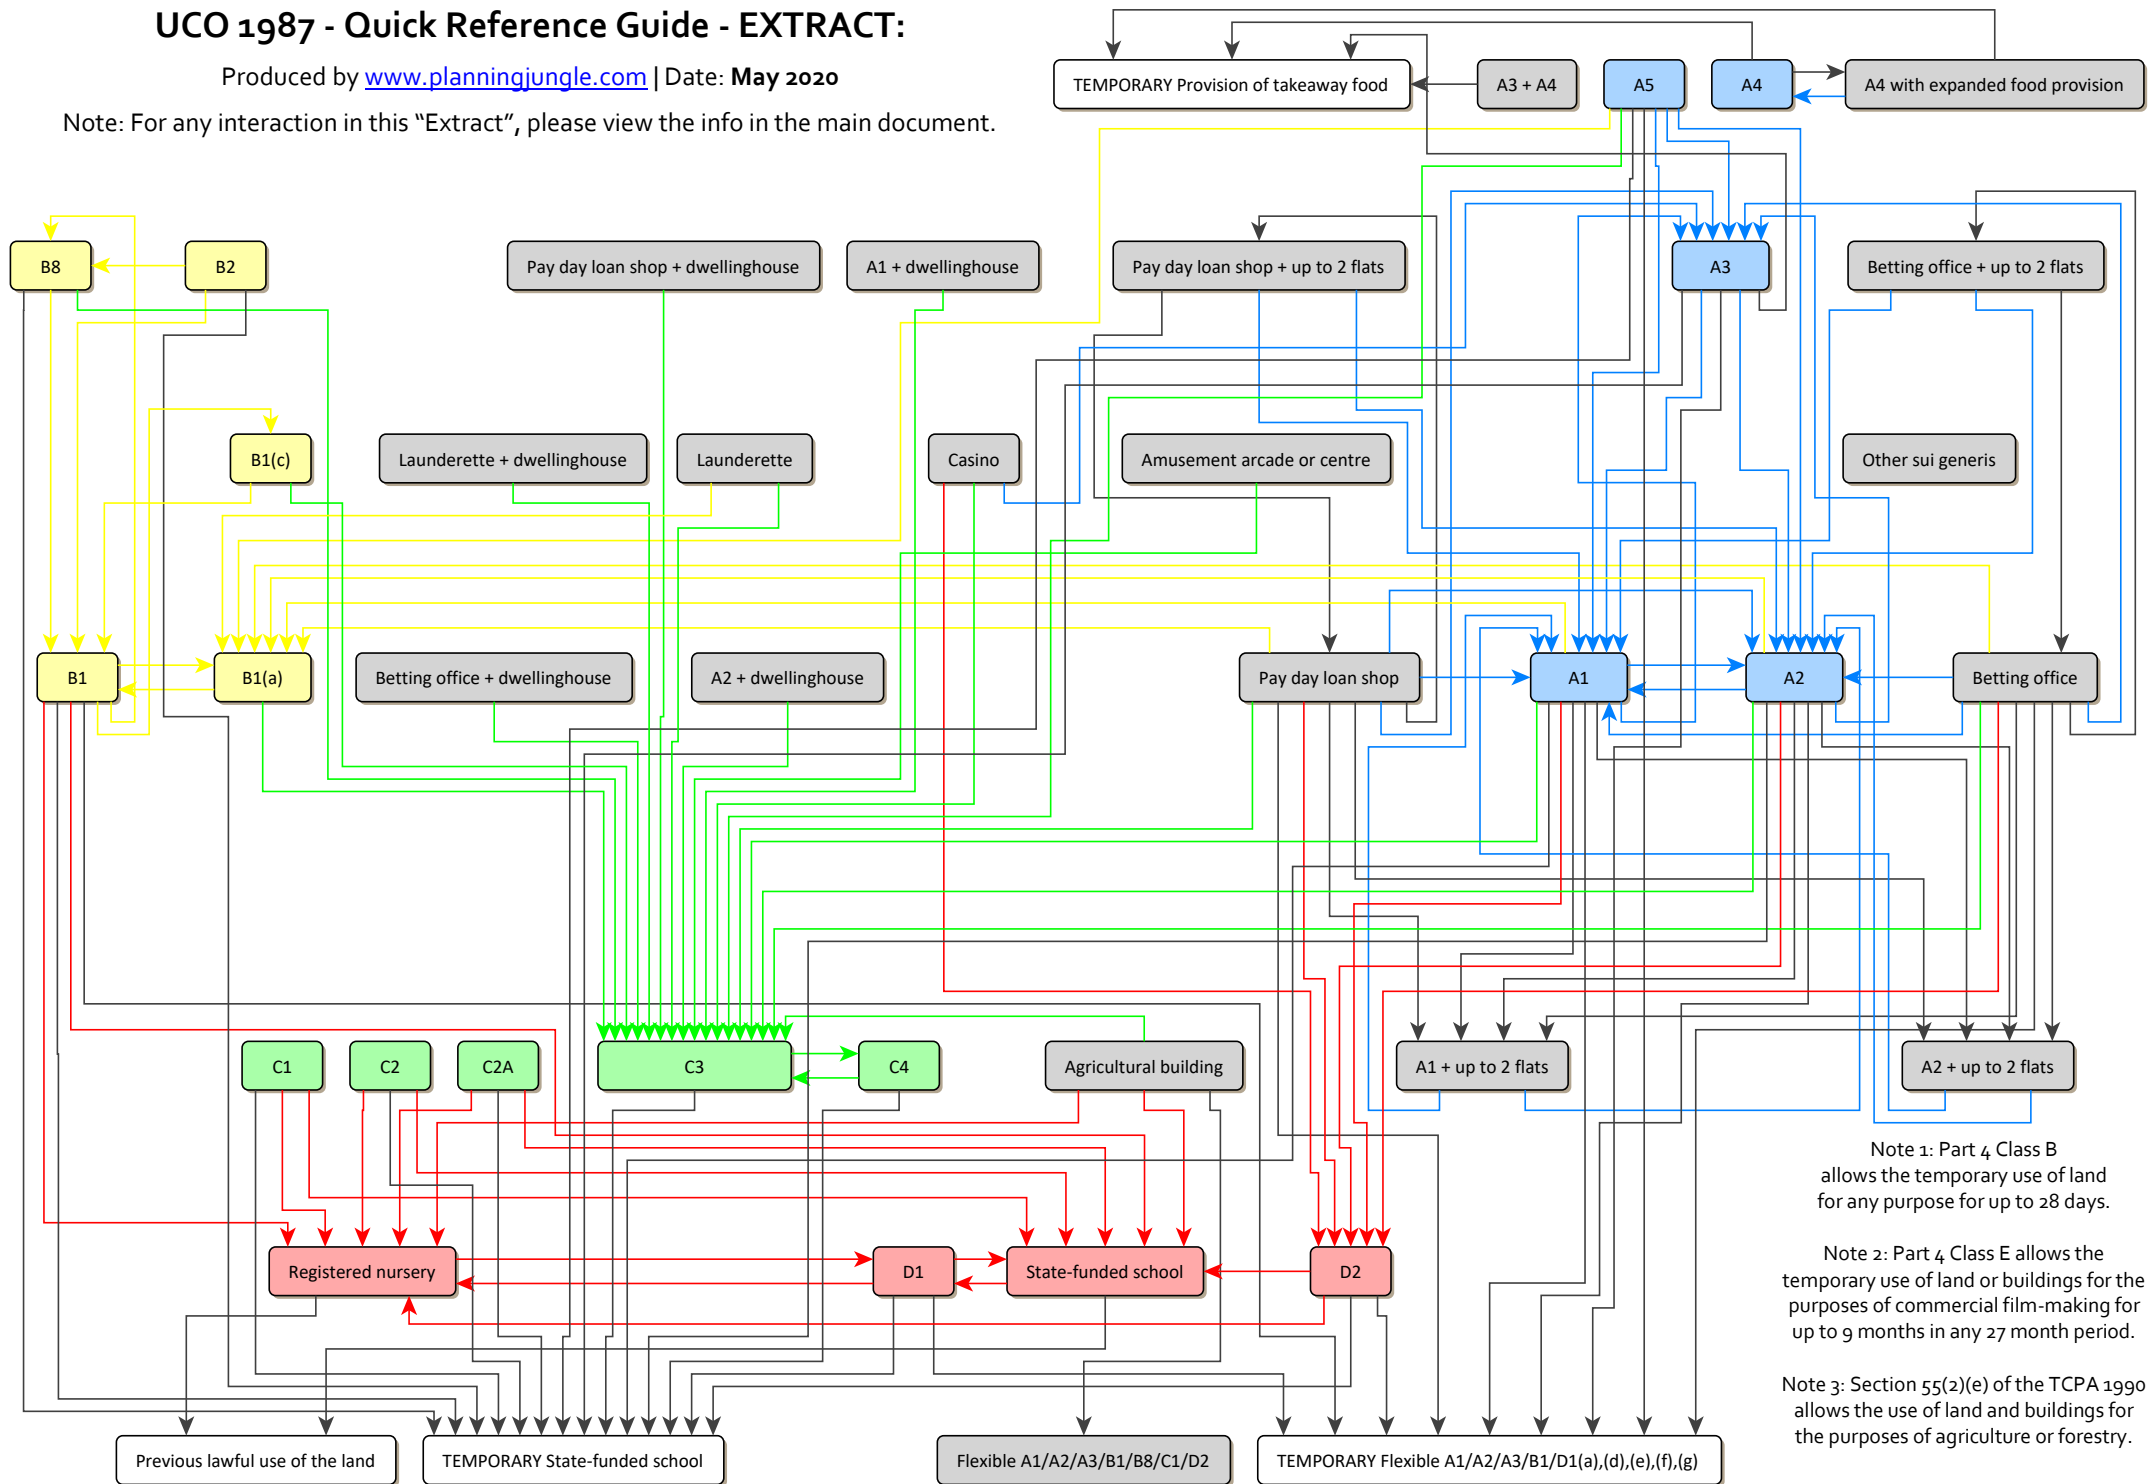 UCO 1987 - Quick Reference Guide - EXTRACT:
Produced by www.planningjungle.com | Date: May 2020
Note: For any interaction in this “Extract”, please view the info in the main document.
TEMPORARY Provision of takeaway food
A3 + A4
A5
A4
A4 with expanded food provision
B8
B2
Pay day loan shop + dwellinghouse
A1 + dwellinghouse
Pay day loan shop + up to 2 flats
A3
Betting office + up to 2 flats
B1(c)
Launderette + dwellinghouse
Launderette
Casino
Amusement arcade or centre
Other sui generis
B1
B1(a)
Betting office + dwellinghouse
A2 + dwellinghouse
Pay day loan shop
A1
A2
Betting office
C1
C2
C2A
C3
C4
Agricultural building
A1 + up to 2 flats
A2 + up to 2 flats
Note 1: Part 4 Class B
allows the temporary use of land
for any purpose for up to 28 days.
Registered nursery
D1
State-funded school
D2
Note 2: Part 4 Class E allows the
temporary use of land or buildings for the
purposes of commercial film-making for
up to 9 months in any 27 month period.
Note 3: Section 55(2)(e) of the TCPA 1990
allows the use of land and buildings for
the purposes of agriculture or forestry.
Previous lawful use of the land
TEMPORARY State-funded school
Flexible A1/A2/A3/B1/B8/C1/D2
TEMPORARY Flexible A1/A2/A3/B1/D1(a),(d),(e),(f),(g)